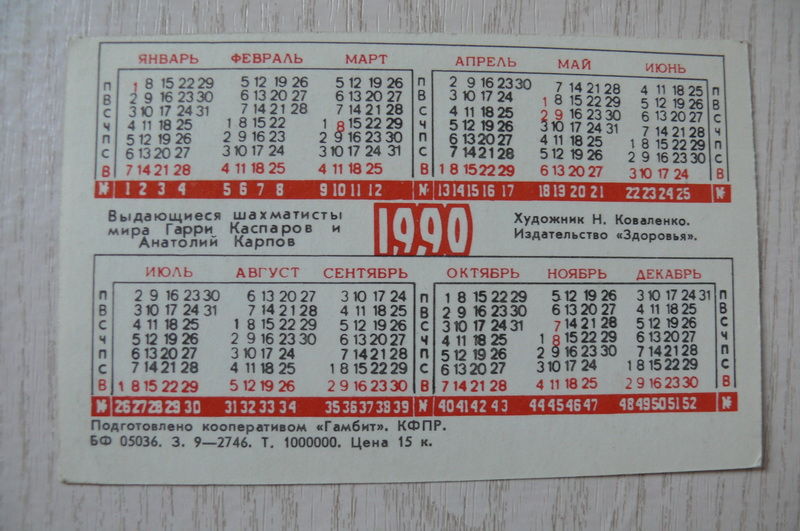 ЯНВАРЬ ФЕВРАЛЬ МАРТ АПРЕЛЬ МАЙ ИЮНЬ
П 1 8 15 22 29 5 12 19 26 5 12 19 26 2 9 16 23 30 7 14 21 28 4 11 18 25 П
В 2 9 16 23 30 6 13 20 27 6 13 20 27 3 10 17 24 1 8 15 22 29 5 12 19 26 В
С 3 10 17 24 31 7 14 21 28 7 14 21 28 4 11 18 25 2 9 16 23 30 6 13 20 27 С
Ч 4 11 18 25 1 8 15 22 1 8 15 22 29 5 12 19 26 3 10 17 24 31 7 14 21 28 Ч
П 5 12 19 26 2 9 16 23 2 9 16 23 30 6 13 20 27 4 11 18 25 1 8 15 22 29 П
С 6 13 20 27 3 10 17 24 3 10 17 24 31 7 14 21 28 5 12 19 26 2 9 16 23 30 С
В 7 14 21 28 4 11 18 25 4 11 18 25 1 8 15 22 29 6 13 20 27 3 10 17 24 В
№ 1 2 3 4 5 6 7 8 9 10 11 12 № 13 14 15 16 17 18 19 20 21 22 23 24 25 №
Выдающиеся шахматисты
мира Гарри Каспаров и
Анатолий Карпов
1990
Художник Н. Коваленко.
Издательство «Здоровья».
ИЮЛЬ АВГУСТ СЕНТЯБРЬ ОКТЯБРЬ НОЯБРЬ ДЕКАБРЬ
П 2 9 16 23 30 6 13 20 27 3 10 17 24 П 1 8 15 22 29 5 12 19 26 3 10 17 24 31 П
В 3 10 17 24 31 7 14 21 28 4 11 18 25 В 2 9 16 23 30 6 13 20 27 4 11 18 25 В
С 4 11 18 25 1 8 15 22 29 5 12 19 26 С 3 10 17 24 31 7 14 21 28 5 12 19 26 С
Ч 5 12 19 26 2 9 16 23 30 6 13 20 27 Ч 4 11 18 25 1 8 15 22 29 6 13 20 27 Ч
П 6 13 20 27 3 10 17 24 7 14 21 28 П 5 12 19 26 2 9 16 23 30 7 14 21 28 П
С 7 14 21 28 4 11 18 25 1 8 15 22 29 С 6 13 20 27 3 10 17 24 1 8 15 22 29 С
В 1 8 15 22 29 5 12 19 26 2 9 16 23 30 В 7 14 21 28 4 11 18 25 2 9 16 23 30 В
26 27 28 29 30 31 32 33 34 35 36 37 38 39 № 40 41 42 43 44 45 46 47 48 49 50 51 52 №
Подготовлено кооперативом «Гамбит». КФПР.
БФ 05036. З. 9—2746. Т. 1000000. Цена 15 к.